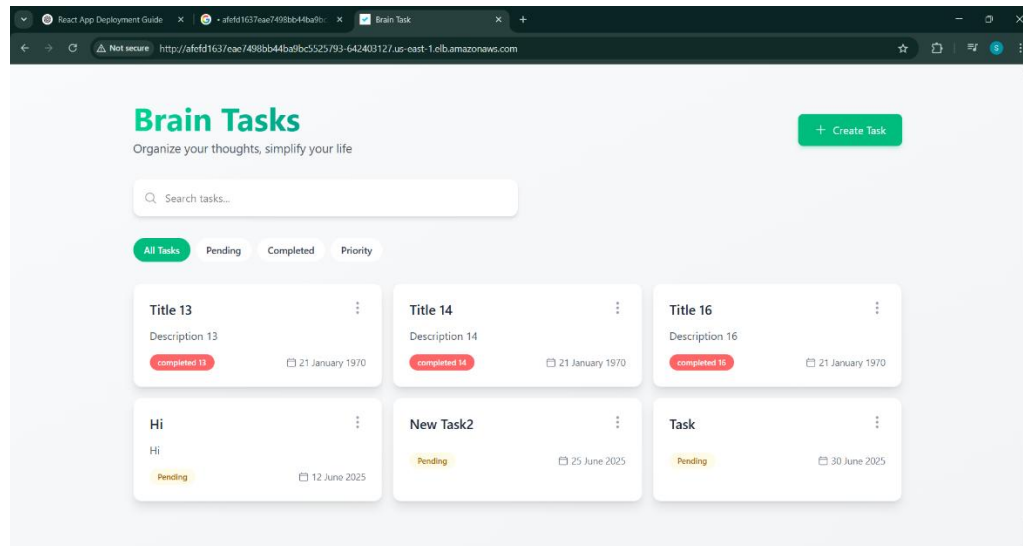 React App Deployment Guide
Brain Task
Not secure http://afefd1637eae7498bb44ba9bc5525793-642403127.us-east-1.elb.amazonaws.com
S
Brain Tasks
Organize your thoughts, simplify your life
+ Create Task
Search tasks...
All Tasks Pending Completed Priority
Title 13
Description 13
completed 13 21 January 1970
Title 14
Description 14
completed 14 21 January 1970
Title 16
Description 16
completed 16 21 January 1970
Hi
Hi
Pending 12 June 2025
New Task2
Pending 25 June 2025
Task
Pending 30 June 2025